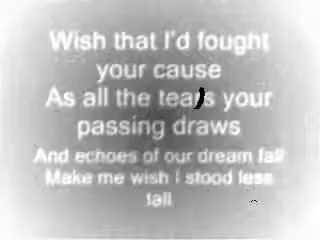 Wish that I'd fought
your cause
As all the tears your
passing draws
And echoes of our dream fall
Make me wish I stood less
tall